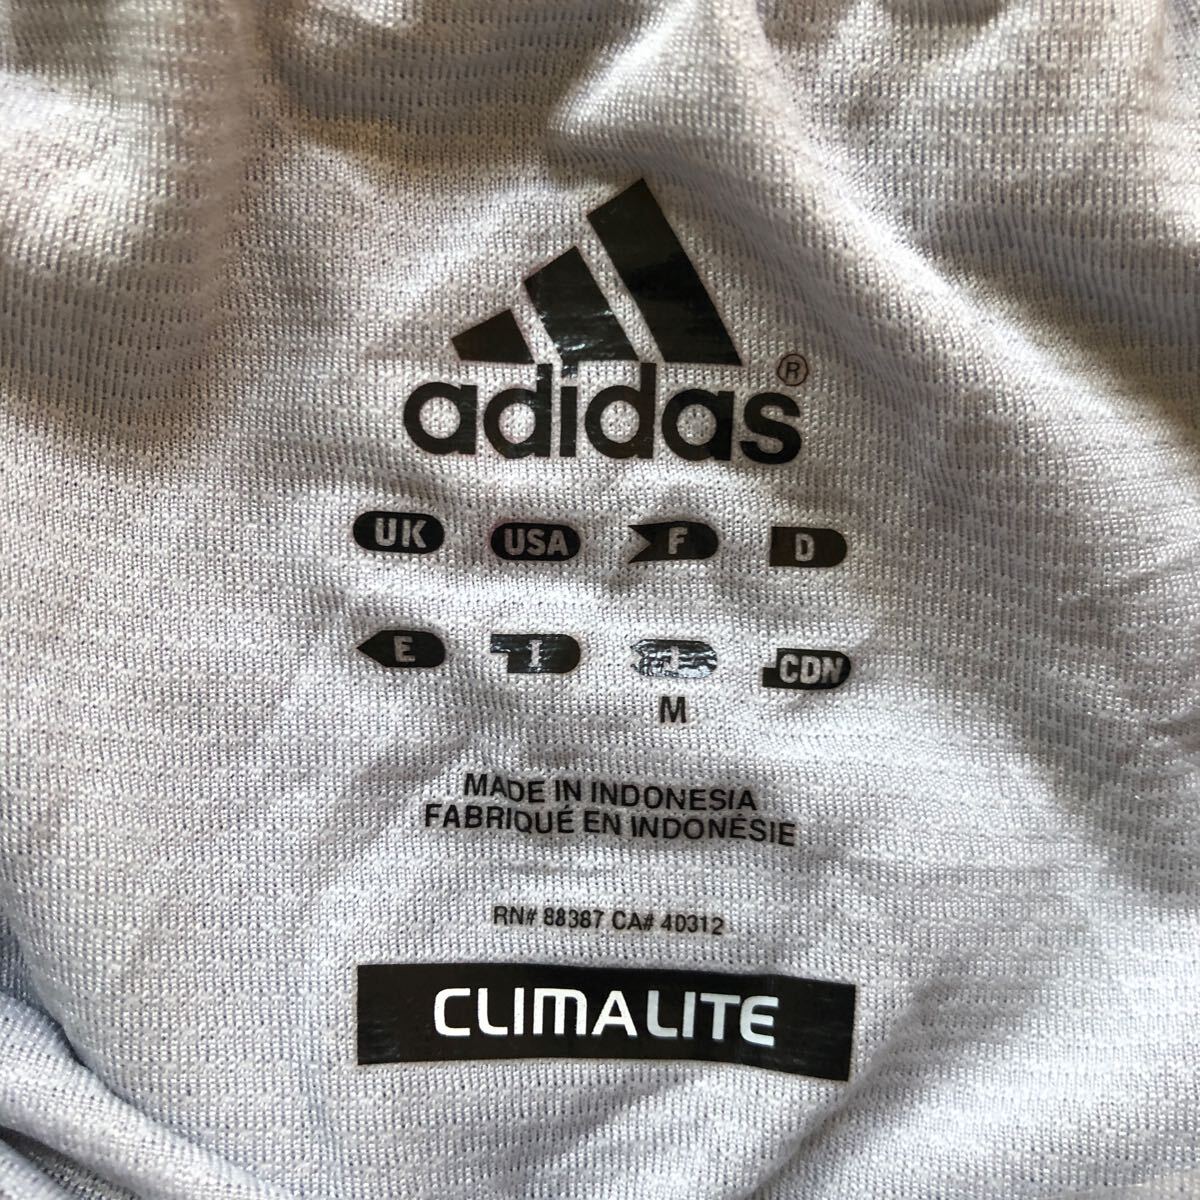 adidas®
UK USA F D
E I J CDN
M
MADE IN INDONESIA
FABRIQUÉ EN INDONÉSIE
RN# 88387 CA# 40312
CLIMALITE